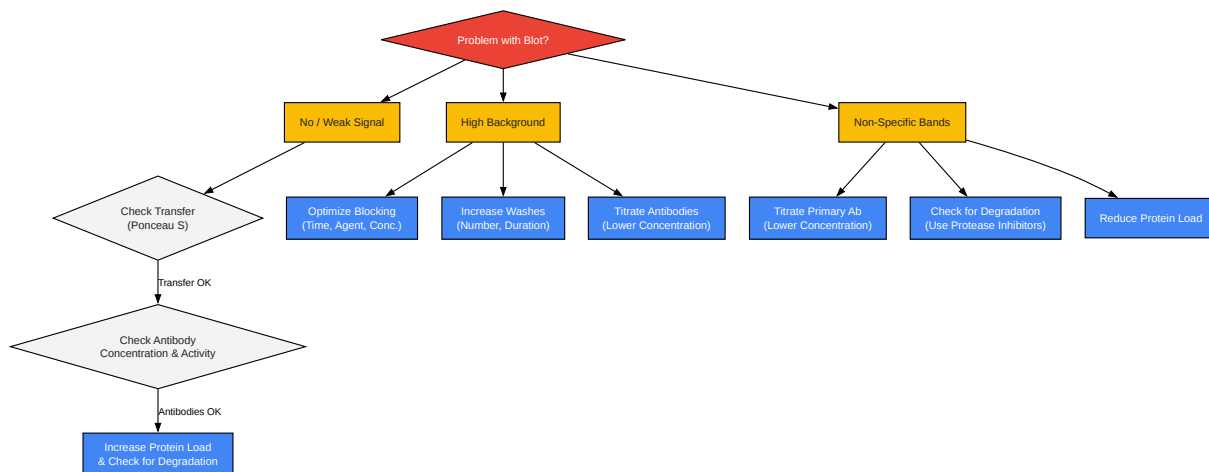 Problem with Blot?
No / Weak Signal
High Background
Non-Specific Bands
Check Transfer
(Ponceau S)
Optimize Blocking
(Time, Agent, Conc.)
Increase Washes
(Number, Duration)
Titrate Antibodies
(Lower Concentration)
Titrate Primary Ab
(Lower Concentration)
Check for Degradation
(Use Protease Inhibitors)
Reduce Protein Load
Transfer OK
Check Antibody
Concentration & Activity
Antibodies OK
Increase Protein Load
& Check for Degradation